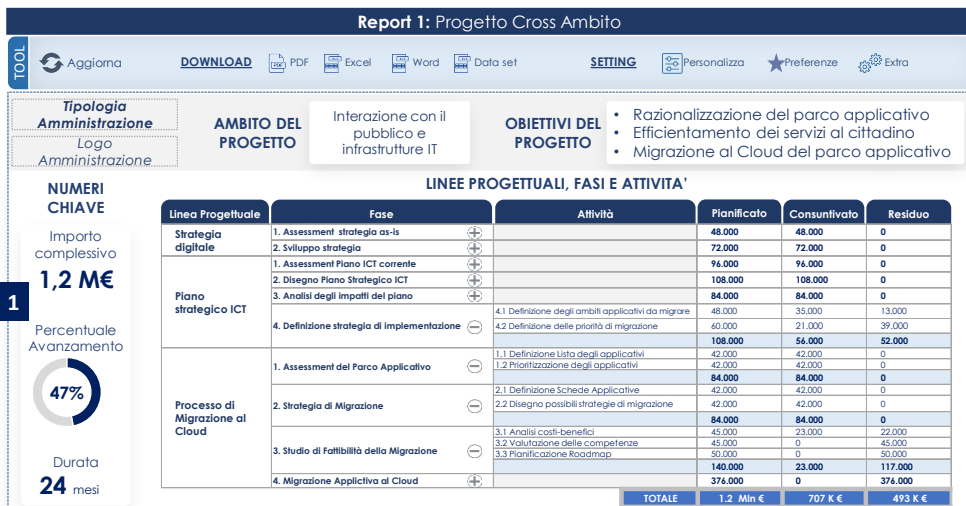 Report 1: Progetto Cross Ambito
TOOL
Aggiorna DOWNLOAD PDF Excel Word Data set SETTING Personalizza Preferenze Extra
Tipologia
Amministrazione
Logo
Amministrazione
AMBITO DEL
PROGETTO
Interazione con il
pubblico e
infrastrutture IT
OBIETTIVI DEL
PROGETTO
• Razionalizzazione del parco applicativo
• Efficientamento dei servizi al cittadino
• Migrazione al Cloud del parco applicativo
NUMERI
CHIAVE
Importo
complessivo
1,2 M€
1
Percentuale
Avanzamento
47%
Durata
24 mesi
LINEE PROGETTUALI, FASI E ATTIVITA'
Linea Progettuale Fase Attività Pianificato Consuntivato Residuo
Strategia
digitale
1. Assessment strategia as-is 48.000 48.000 0
2. Sviluppo strategia 72.000 72.000 0
Piano
strategico ICT
1. Assessment Piano ICT corrente 96.000 96.000 0
2. Disegno Piano Strategico ICT 108.000 108.000 0
3. Analisi degli impatti del piano 84.000 84.000 0
4. Definizione strategia di implementazione
4.1 Definizione degli ambiti applicativi da migrare 48.000 35.000 13.000
4.2 Definizione delle priorità di migrazione 60.000 21.000 39.000
108.000 56.000 52.000
Processo di
Migrazione al
Cloud
1. Assessment del Parco Applicativo
1.1 Definizione Lista degli applicativi 42.000 42.000 0
1.2 Prioritizzazione degli applicativi 42.000 42.000 0
84.000 84.000 0
2. Strategia di Migrazione
2.1 Definizione Schede Applicative 42.000 42.000 0
2.2 Disegno possibili strategie di migrazione 42.000 42.000 0
84.000 84.000 0
3. Studio di Fattibilità della Migrazione
3.1 Analisi costi-benefici 45.000 23.000 22.000
3.2 Valutazione delle competenze 45.000 0 45.000
3.3 Pianificazione Roadmap 50.000 0 50.000
140.000 23.000 117.000
4. Migrazione Applictiva al Cloud 376.000 0 376.000
TOTALE 1.2 Mln € 707 K € 493 K €